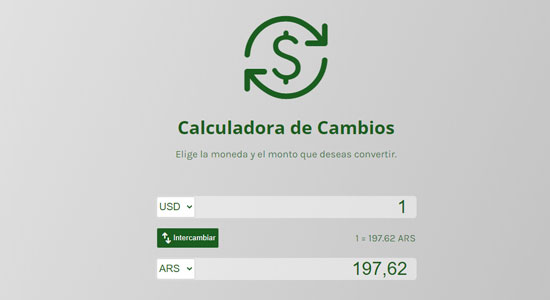 $
Calculadora de Cambios
Elige la moneda y el monto que deseas convertir.
USD 1
Intercambiar 1 = 197.62 ARS
ARS 197,62